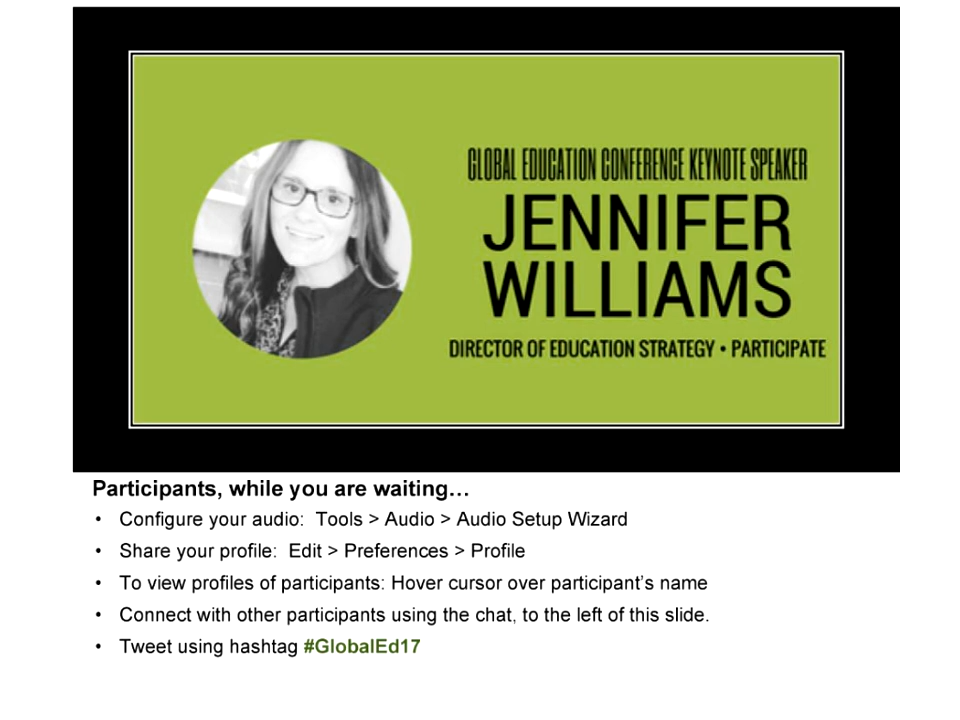 GLOBAL EDUCATION CONFERENCE KEYNOTE SPEAKER
JENNIFER
WILLIAMS
DIRECTOR OF EDUCATION STRATEGY • PARTICIPATE
Participants, while you are waiting…
• Configure your audio:  Tools > Audio > Audio Setup Wizard
• Share your profile:  Edit > Preferences > Profile
• To view profiles of participants: Hover cursor over participant’s name
• Connect with other participants using the chat, to the left of this slide.
• Tweet using hashtag #GlobalEd17